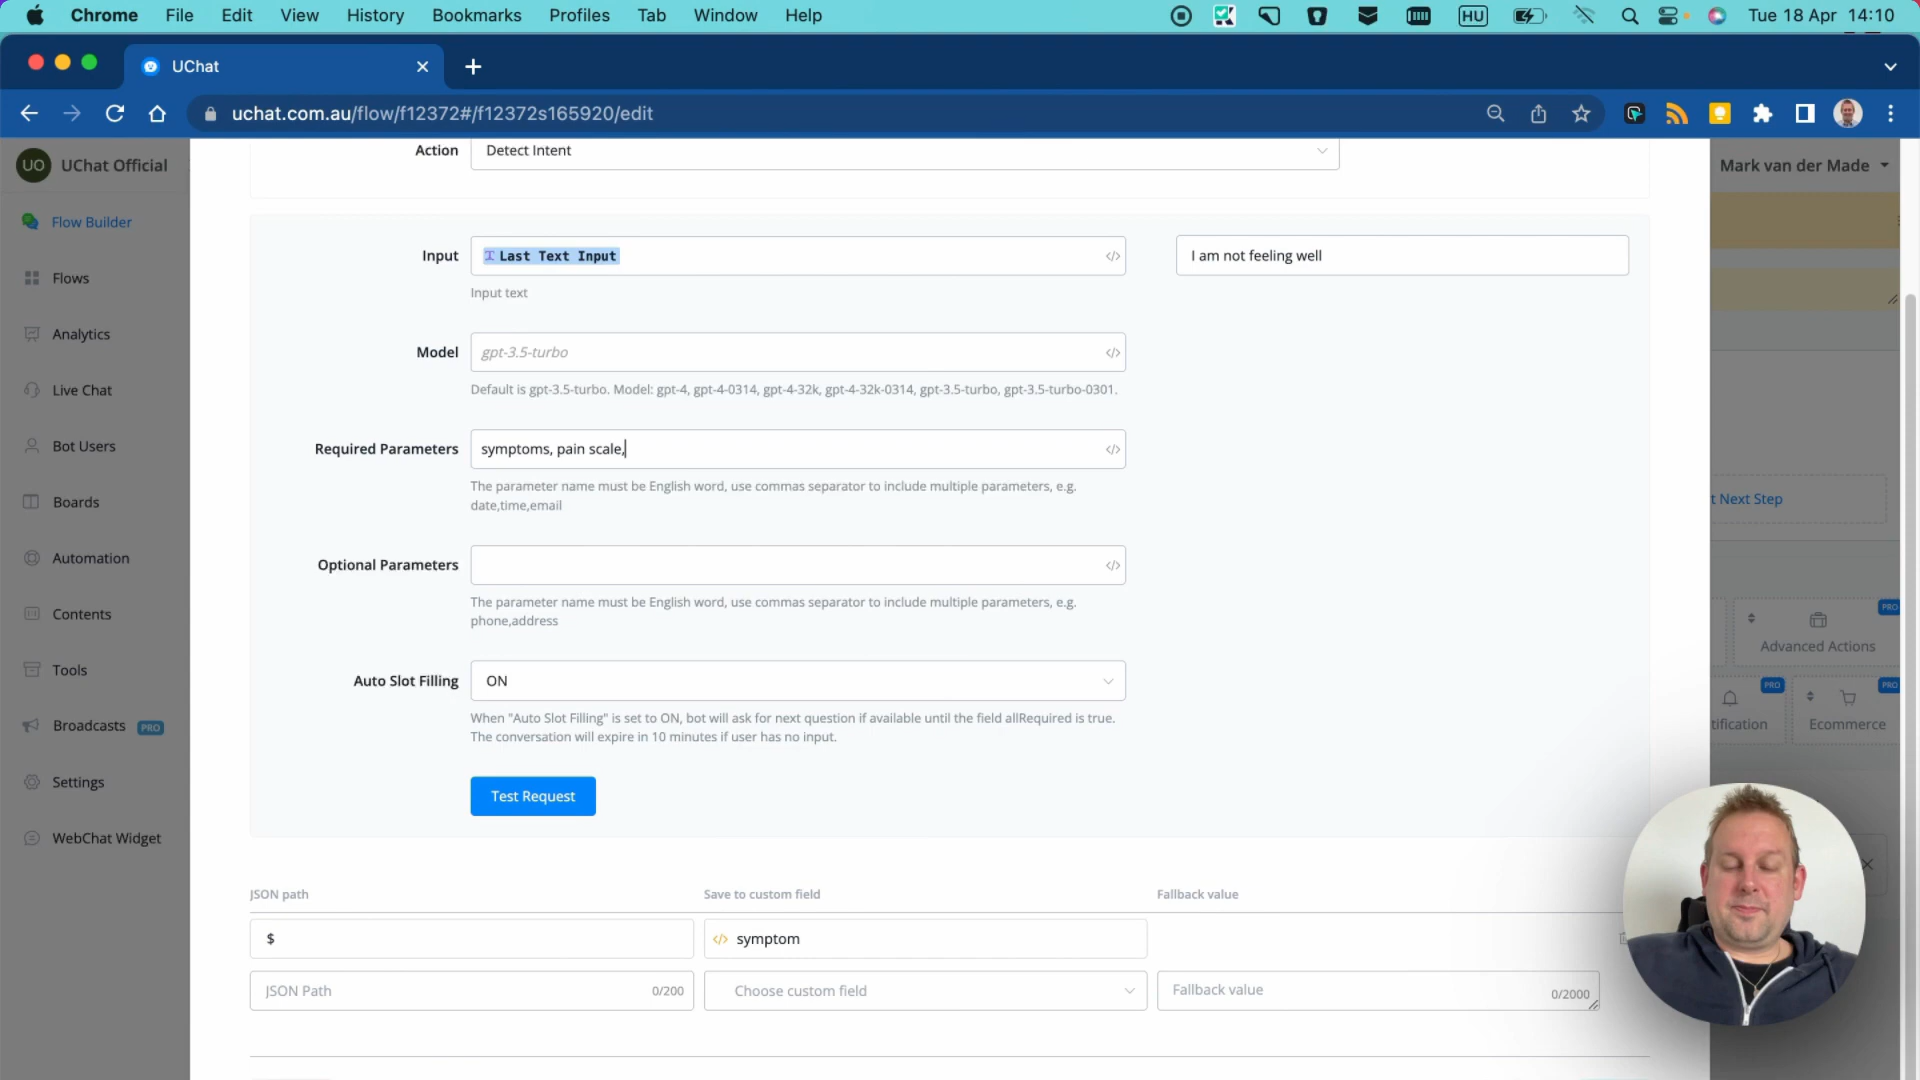 Chrome File Edit View History Bookmarks Profiles Tab Window Help HU Tue 18 Apr 14:10
UChat
uchat.com.au/flow/f12372#/f12372s165920/edit
UO UChat Official
Mark van der Made
Action Detect Intent
Flow Builder
Flows
Analytics
Live Chat
Bot Users
Boards
Automation
Contents
Tools
Broadcasts PRO
Settings
WebChat Widget
Input Last Text Input </> I am not feeling well
Input text
Model gpt-3.5-turbo </>
Default is gpt-3.5-turbo. Model: gpt-4, gpt-4-0314, gpt-4-32k, gpt-4-32k-0314, gpt-3.5-turbo, gpt-3.5-turbo-0301.
Required Parameters symptoms, pain scale, </>
The parameter name must be English word, use commas separator to include multiple parameters, e.g.
date,time,email
Optional Parameters </>
The parameter name must be English word, use commas separator to include multiple parameters, e.g.
phone,address
Auto Slot Filling ON
When "Auto Slot Filling" is set to ON, bot will ask for next question if available until the field allRequired is true.
The conversation will expire in 10 minutes if user has no input.
Test Request
t Next Step
PRO
Advanced Actions
PRO PRO
tification Ecommerce
JSON path Save to custom field Fallback value
$ </> symptom
JSON Path 0/200 Choose custom field Fallback value 0/2000